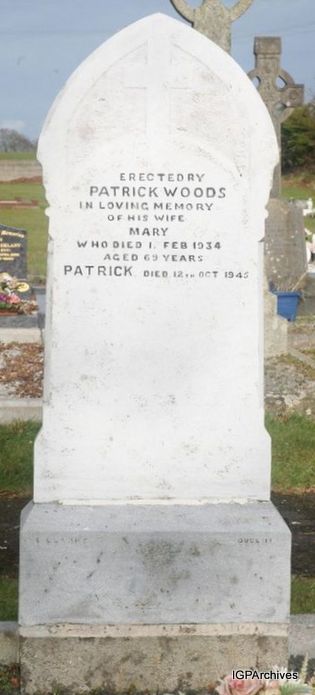 ERECTED RY
PATRICK WOODS
IN LOVING MEMORY
OF HIS WIFE
MARY
WHO DIED 1. FEB 1934
AGED 69 YEARS
PATRICK DIED 12TH OCT 1945
IGPArchives